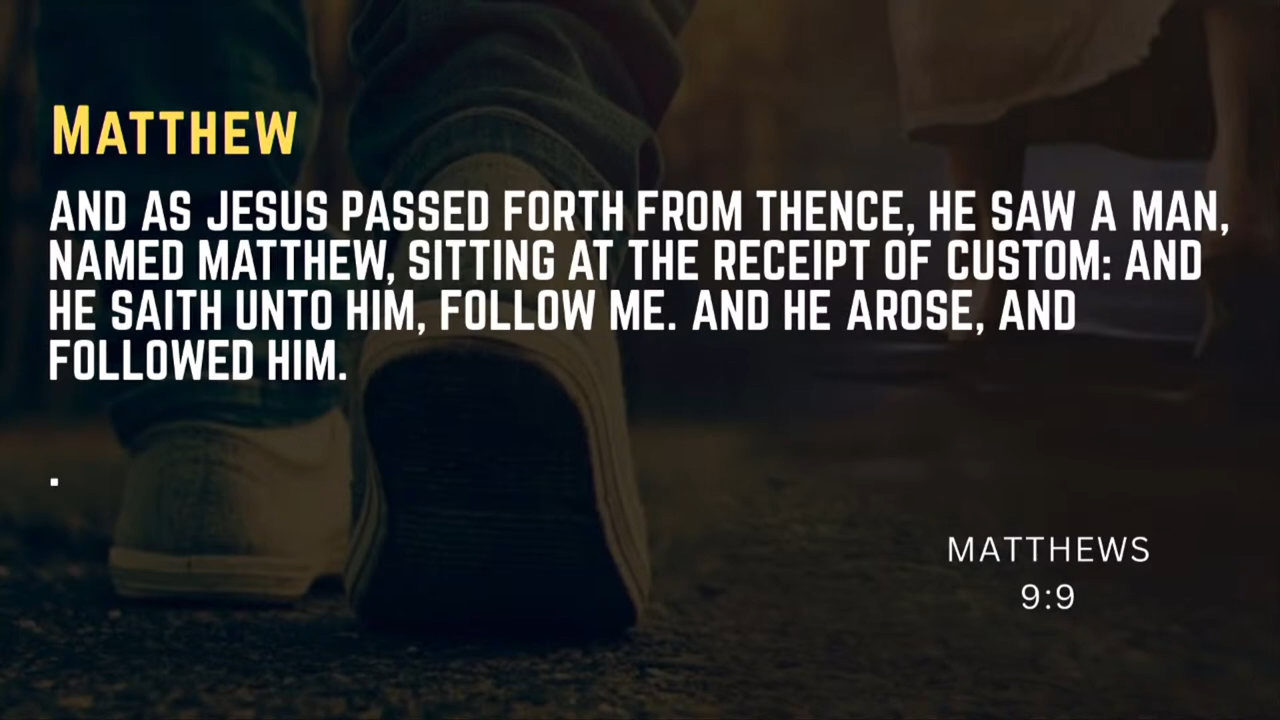 MATTHEW
AND AS JESUS PASSED FORTH FROM THENCE, HE SAW A MAN,
NAMED MATTHEW, SITTING AT THE RECEIPT OF CUSTOM: AND
HE SAITH UNTO HIM, FOLLOW ME. AND HE AROSE, AND
FOLLOWED HIM.
.
MATTHEWS
9:9